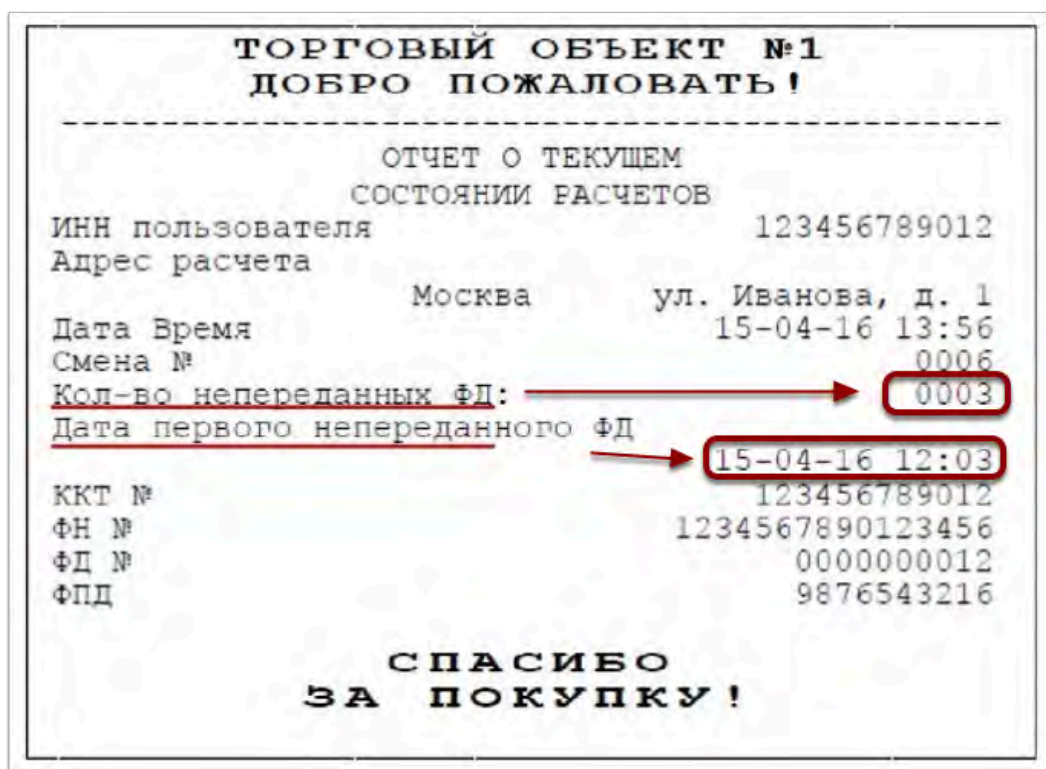 ТОРГОВЫЙ ОБЪЕКТ №1
ДОБРО ПОЖАЛОВАТЬ!
ОТЧЕТ О ТЕКУЩЕМ
СОСТОЯНИИ РАСЧЕТОВ
ИНН пользователя 123456789012
Адрес расчета
Москва ул. Иванова, д. 1
Дата Время 15-04-16 13:56
Смена № 0006
Кол-во непереданных ФД: 0003
Дата первого непереданного ФД
15-04-16 12:03
ККТ № 123456789012
ФН № 1234567890123456
ФД № 0000000012
ФПД 9876543216
СПАСИБО
ЗА ПОКУПКУ!